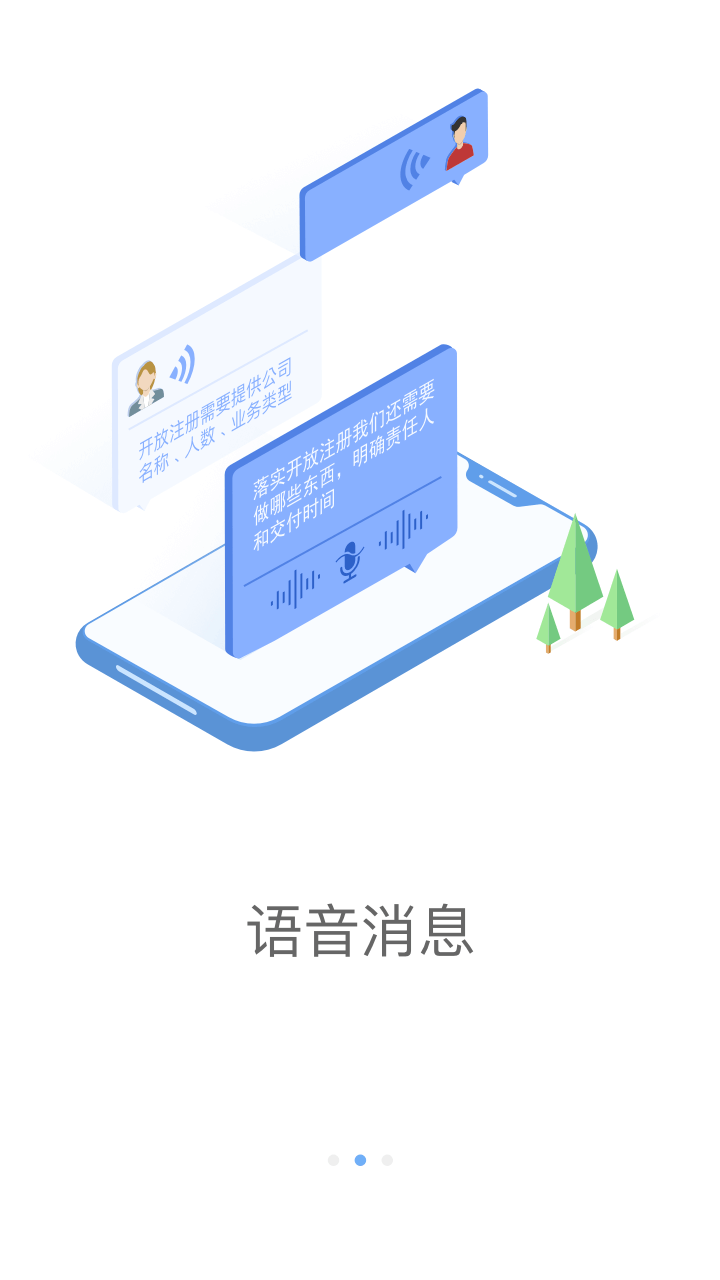 开放注册需要提供公司
名称、人数、业务类型
落实开放注册我们还需要
做哪些东西，明确责任人
和交付时间
语音消息